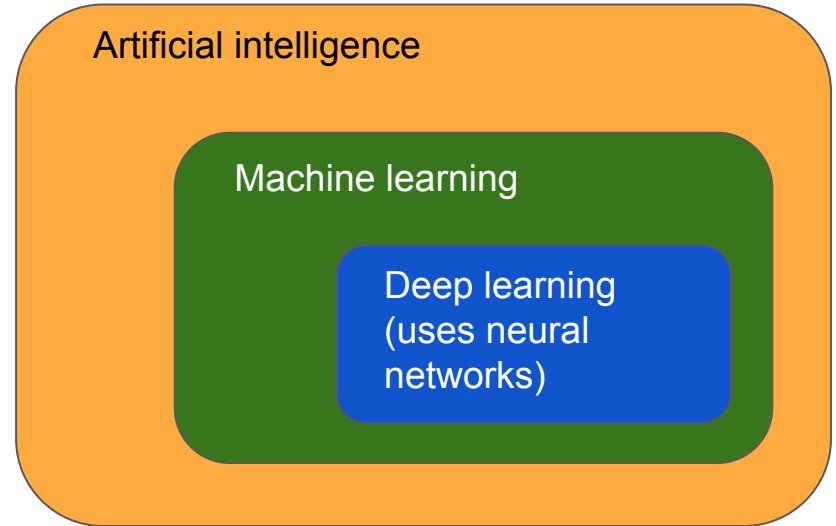 Artificial intelligence
Machine learning
Deep learning
(uses neural
networks)